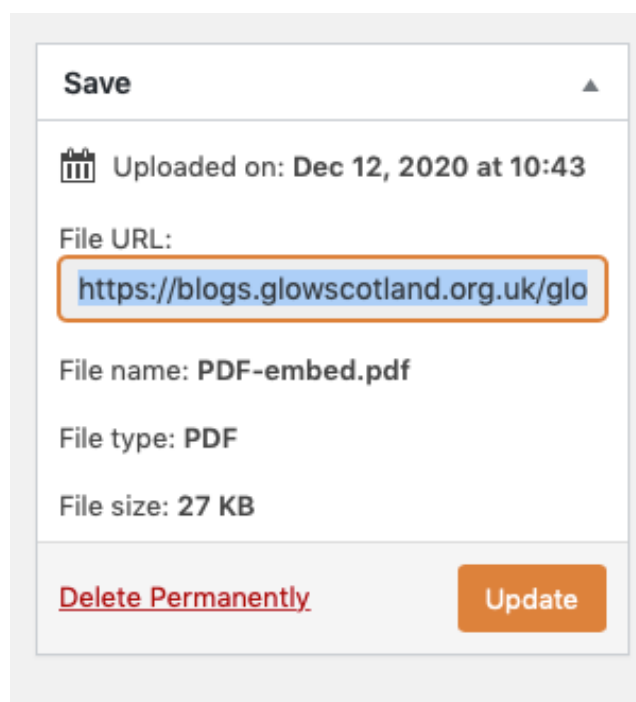 Save
Uploaded on: Dec 12, 2020 at 10:43
File URL:
https://blogs.glowscotland.org.uk/glo
File name: PDF-embed.pdf
File type: PDF
File size: 27 KB
Delete Permanently
Update